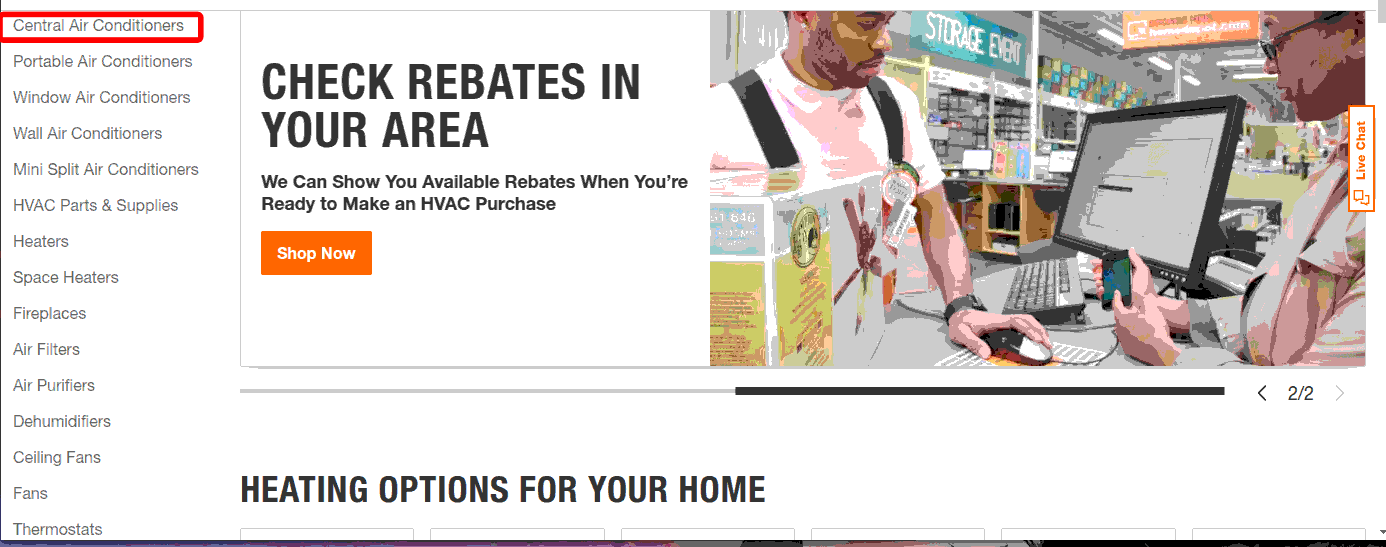 Central Air Conditioners
Portable Air Conditioners
Window Air Conditioners
Wall Air Conditioners
Mini Split Air Conditioners
HVAC Parts & Supplies
Heaters
Space Heaters
Fireplaces
Air Filters
Air Purifiers
Dehumidifiers
Ceiling Fans
Fans
Thermostats
CHECK REBATES IN
YOUR AREA
We Can Show You Available Rebates When You’re
Ready to Make an HVAC Purchase
Shop Now
STORAGE EVENT
Live Chat
2/2
HEATING OPTIONS FOR YOUR HOME